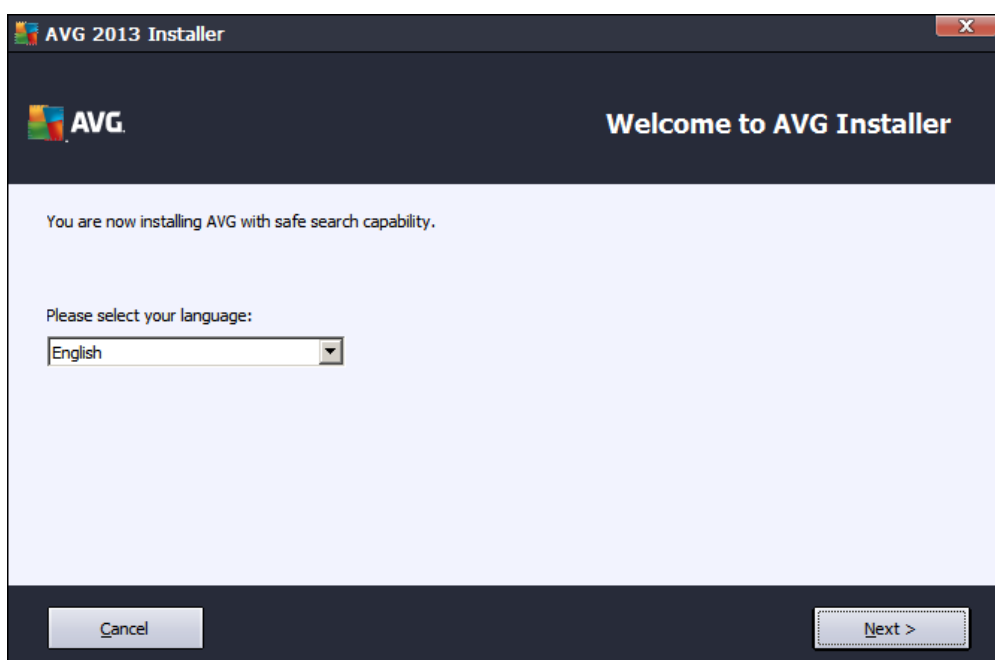 AVG 2013 Installer
X
AVG.
Welcome to AVG Installer
You are now installing AVG with safe search capability.
Please select your language:
English
Cancel
Next >